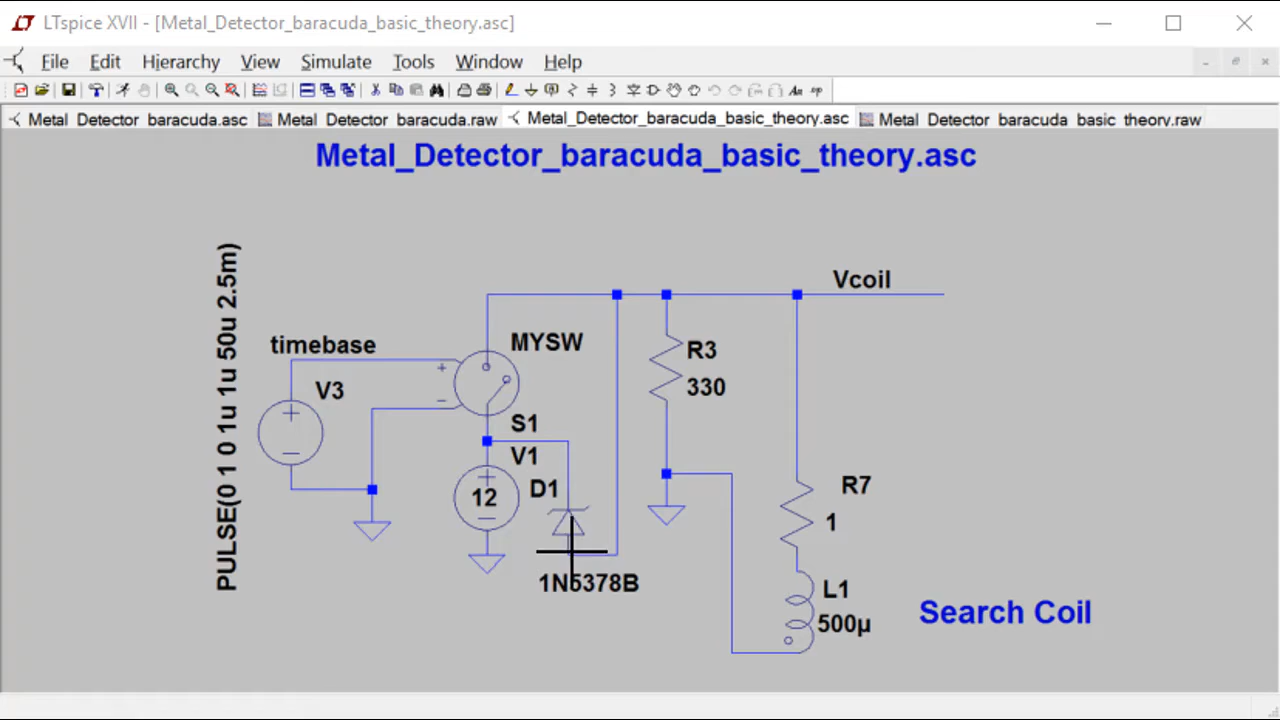 LTspice XVII - [Metal_Detector_baracuda_basic_theory.asc]
File Edit Hierarchy View Simulate Tools Window Help
Metal_Detector_baracuda.asc Metal_Detector_baracuda.raw Metal_Detector_baracuda_basic_theory.asc Metal_Detector_baracuda_basic_theory.raw
Metal_Detector_baracuda_basic_theory.asc
PULSE(0 1 0 1u 1u 50u 2.5m)
Vcoil
timebase
MYSW
R3
330
V3
S1
V1
12
D1
1N5378B
R7
1
L1
500µ
Search Coil